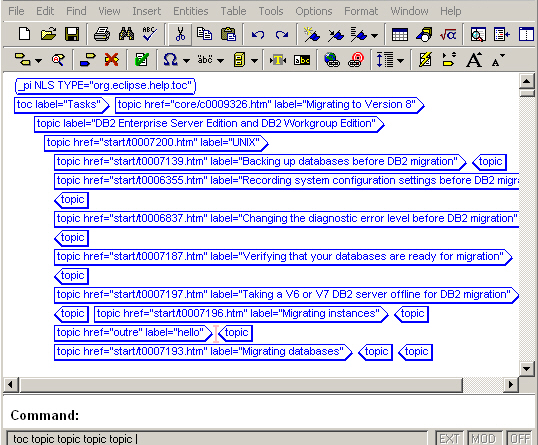 File Edit View Insert Entities Table Tools Options Migrating Window Help
_pi NLS TYPE="org.eclipse.help.toc"
toc label="Tasks" topic href="core/c0009326.htm" label="Migrating to Version 8"
topic label="DB2 Enterprise Server Edition and DB2 Workgroup Edition"
topic href="start/t0007200.htm" label="UNIX"
topic href="start/t0007139.htm" label="Backing up databases before DB2 migration" topic
topic href="start/t0006355.htm" label="Recording system configuration settings before DB2 migra
topic
topic href="start/t0006837.htm" label="Changing the diagnostic error level before DB2 migration"
topic
topic href="start/t0007187.htm" label="Verifying that your databases are ready for migration"
topic
topic href="start/t0007197.htm" label="Taking a V6 or V7 DB2 server offline for DB2 migration"
topic topic href="start/t0007196.htm" label="Migrating instances" topic
topic href="outre" label="hello" topic
topic href="start/t0007193.htm" label="Migrating databases" topic topic
Command:
toc topic topic topic topic | EXT MOD OFF